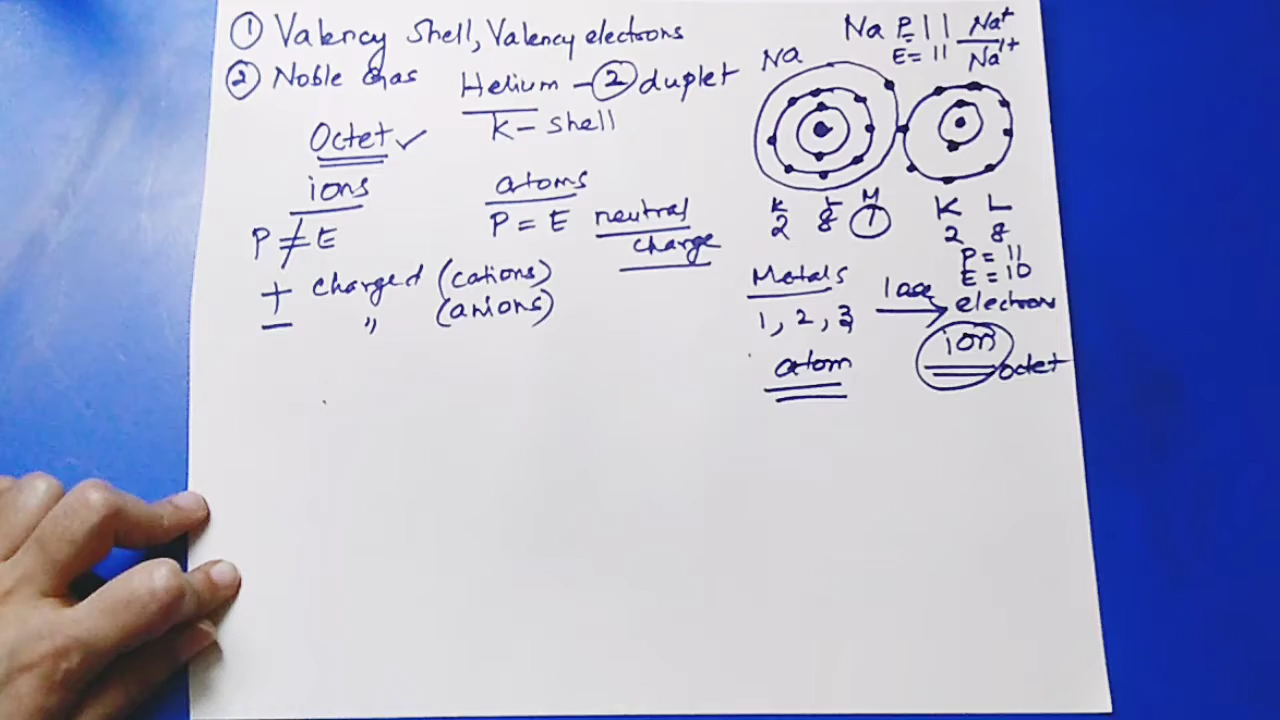 ① Valency Shell, Valency electrons
② Noble Gas
Helium - ② duplet
K - shell
Octet ✓
ions
P ≠ E
atoms
P = E neutral
charge
+ charged (cations)
- " (anions)
Na P = 11
E = 11
Na⁺
Na¹⁺
Na
K L M
2 8 1
K L
2 8
P = 11
E = 10
Metals
1, 2, 3
electron
atom
ion
octet